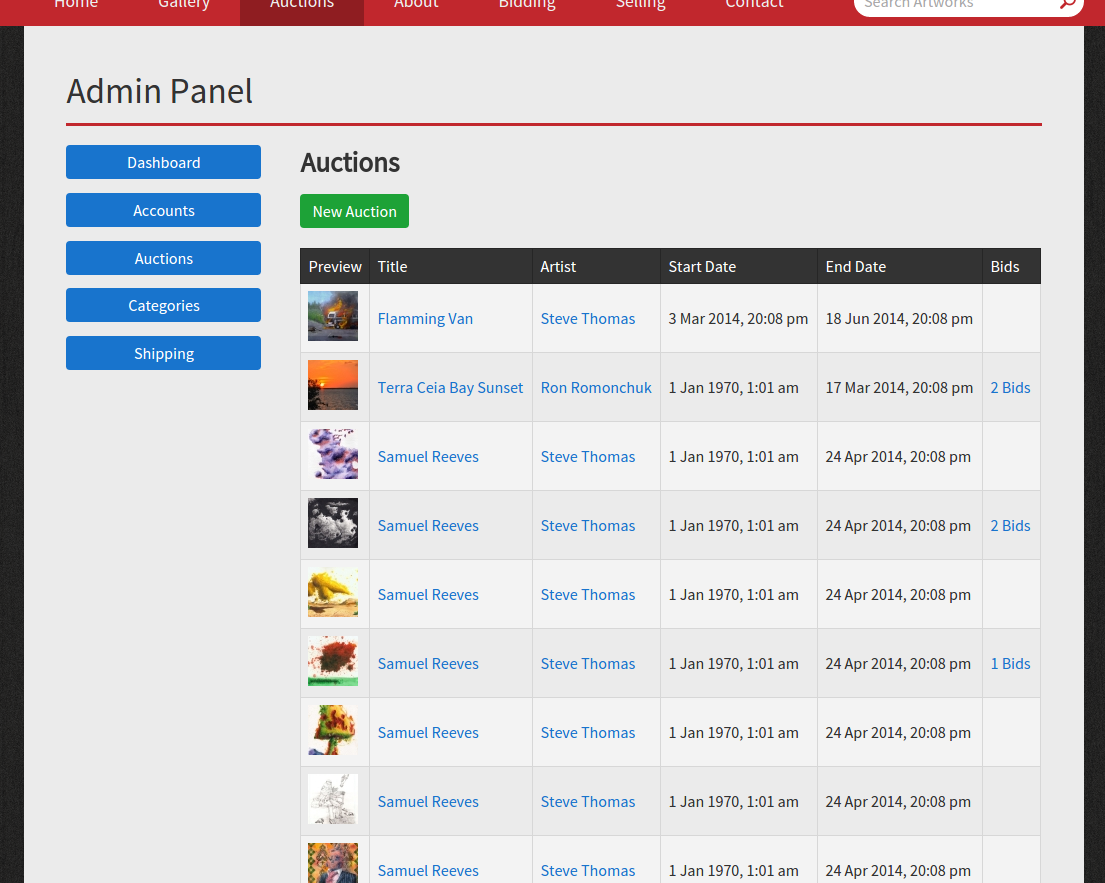 Home Gallery Auctions About Bidding Selling Contact Search Artworks
Admin Panel
Dashboard
Accounts
Auctions
Categories
Shipping
Auctions
New Auction
Preview Title Artist Start Date End Date Bids
Flamming Van Steve Thomas 3 Mar 2014, 20:08 pm 18 Jun 2014, 20:08 pm
Terra Ceia Bay Sunset Ron Romonchuk 1 Jan 1970, 1:01 am 17 Mar 2014, 20:08 pm 2 Bids
Samuel Reeves Steve Thomas 1 Jan 1970, 1:01 am 24 Apr 2014, 20:08 pm
Samuel Reeves Steve Thomas 1 Jan 1970, 1:01 am 24 Apr 2014, 20:08 pm 2 Bids
Samuel Reeves Steve Thomas 1 Jan 1970, 1:01 am 24 Apr 2014, 20:08 pm
Samuel Reeves Steve Thomas 1 Jan 1970, 1:01 am 24 Apr 2014, 20:08 pm 1 Bids
Samuel Reeves Steve Thomas 1 Jan 1970, 1:01 am 24 Apr 2014, 20:08 pm
Samuel Reeves Steve Thomas 1 Jan 1970, 1:01 am 24 Apr 2014, 20:08 pm
Samuel Reeves Steve Thomas 1 Jan 1970, 1:01 am 24 Apr 2014, 20:08 pm